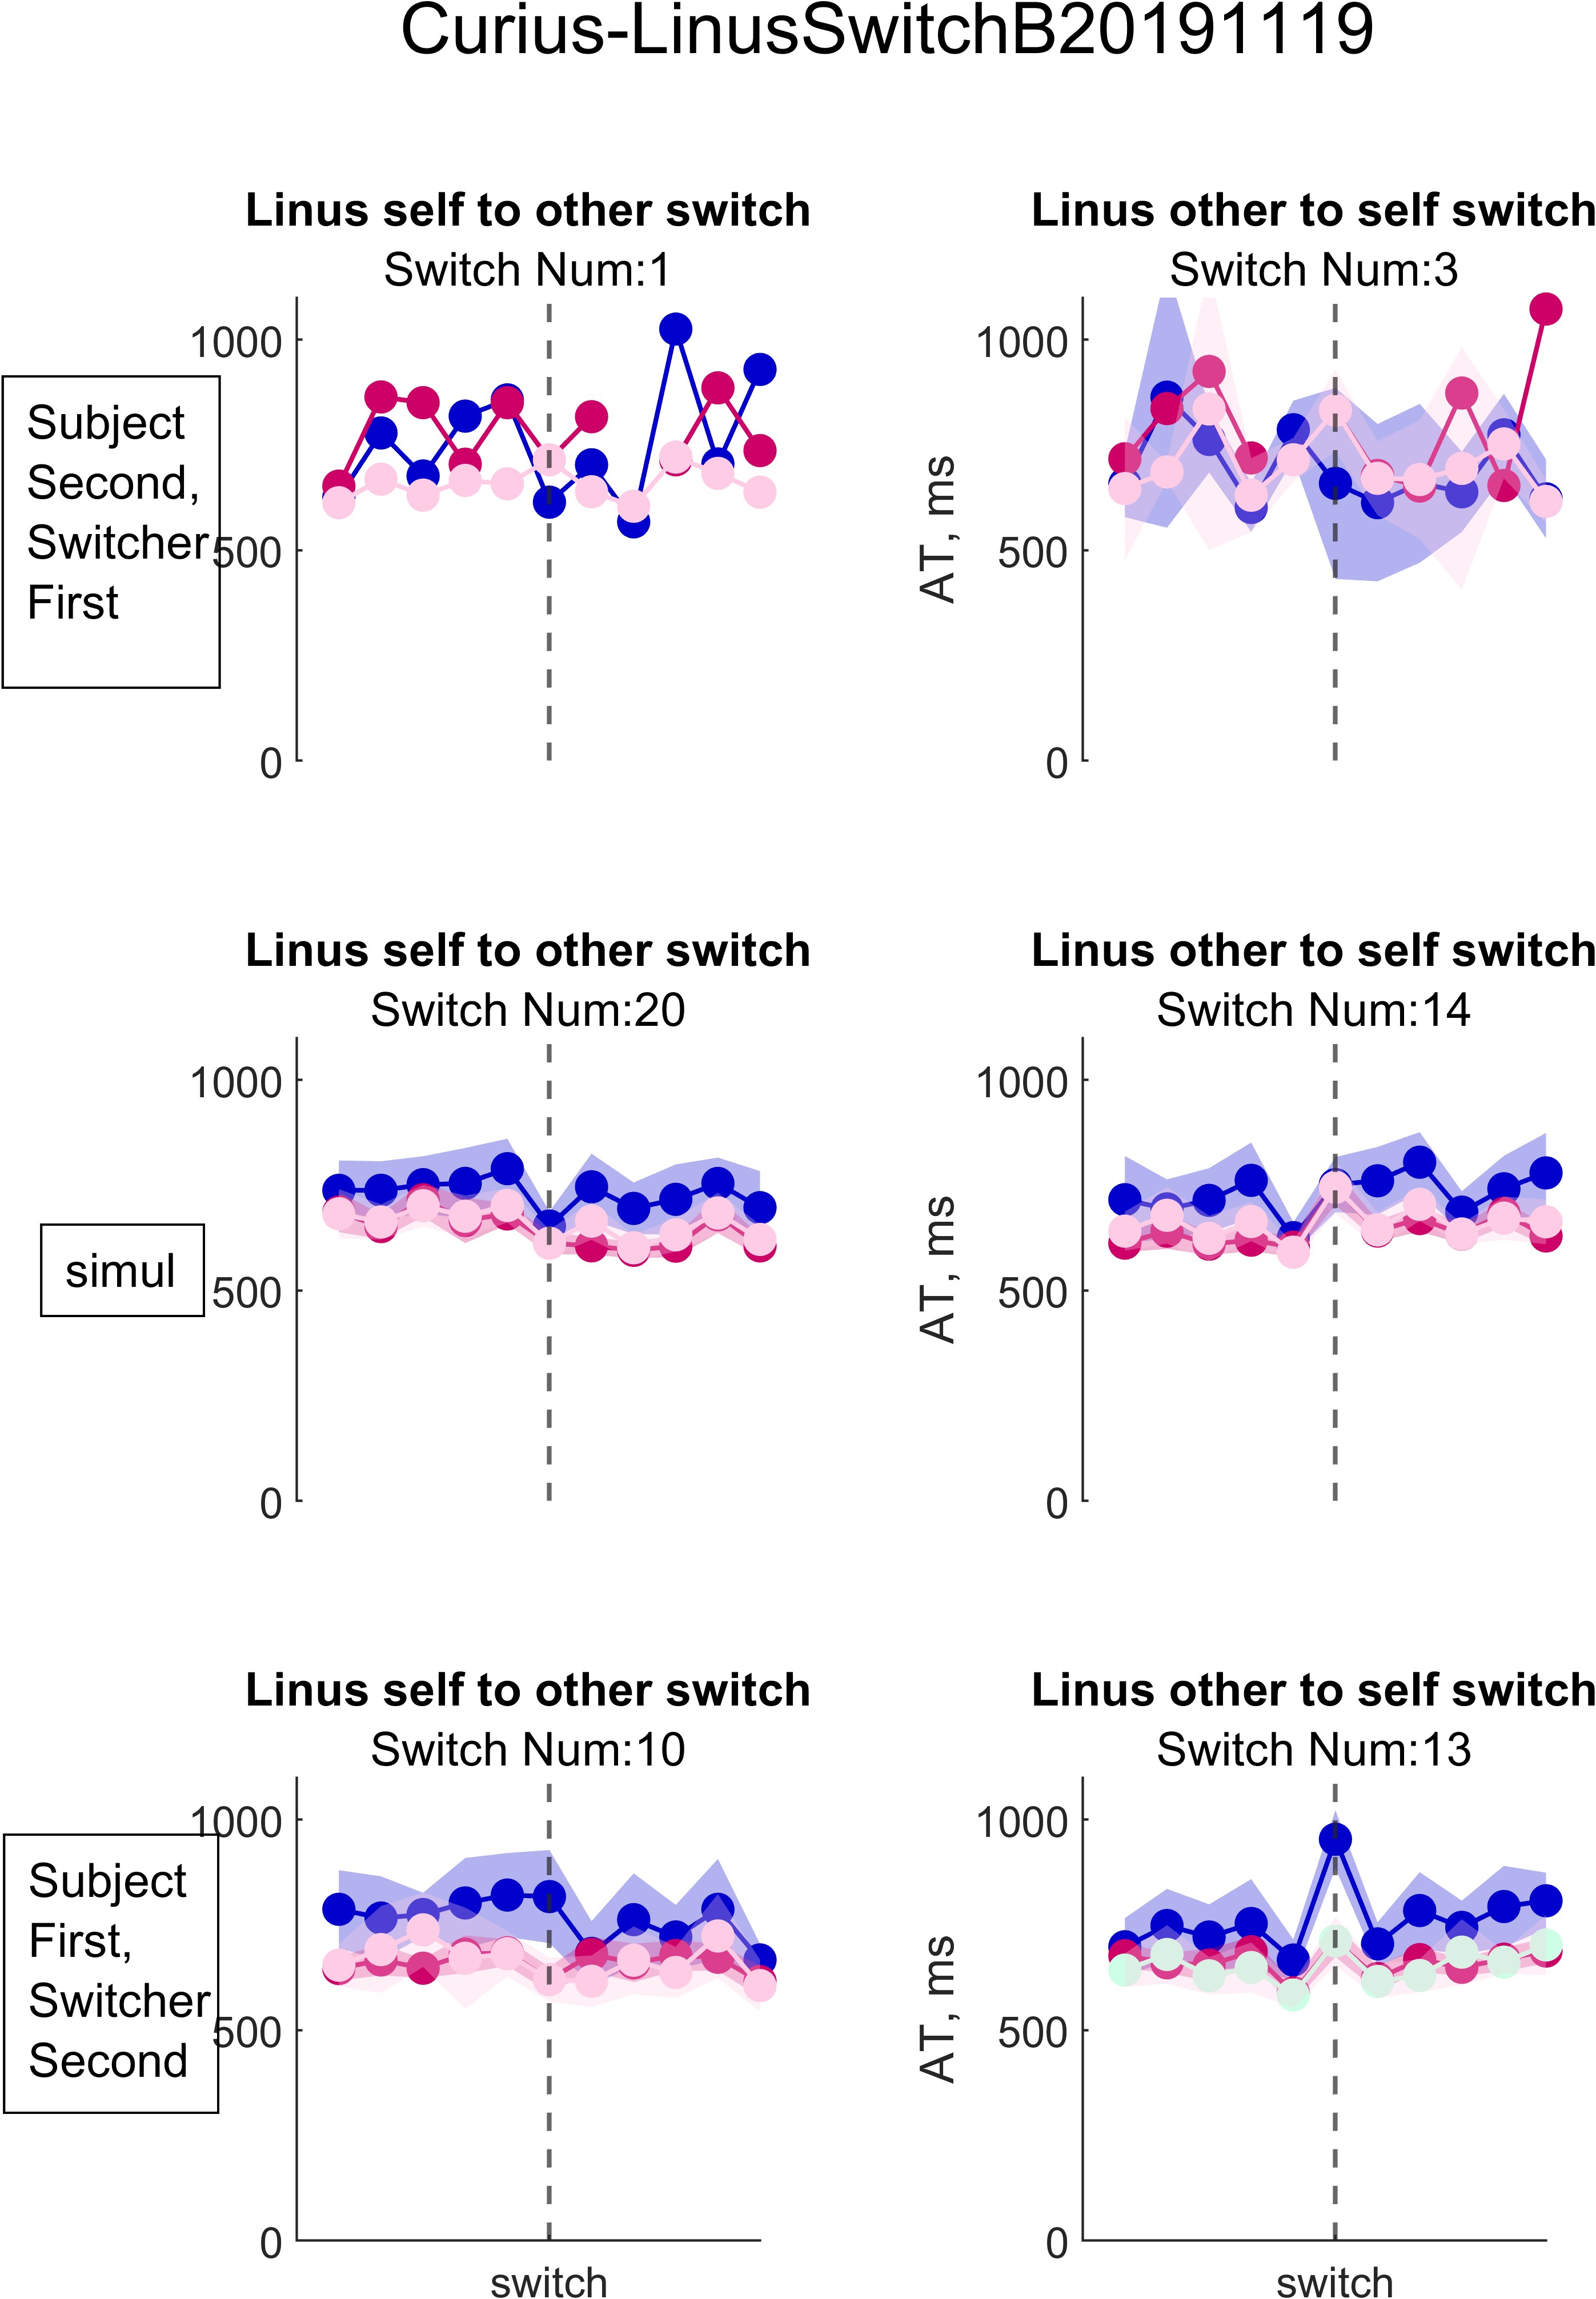 Curius-LinusSwitchB20191119
Linus self to other switch
Switch Num:1
1000
500
0
Subject
Second,
Switcher
First
Linus other to self switch
Switch Num:3
AT, ms
1000
500
0
Linus self to other switch
Switch Num:20
1000
500
0
simul
Linus other to self switch
Switch Num:14
AT, ms
1000
500
0
Linus self to other switch
Switch Num:10
1000
500
0
switch
Subject
First,
Switcher
Second
Linus other to self switch
Switch Num:13
AT, ms
1000
500
0
switch